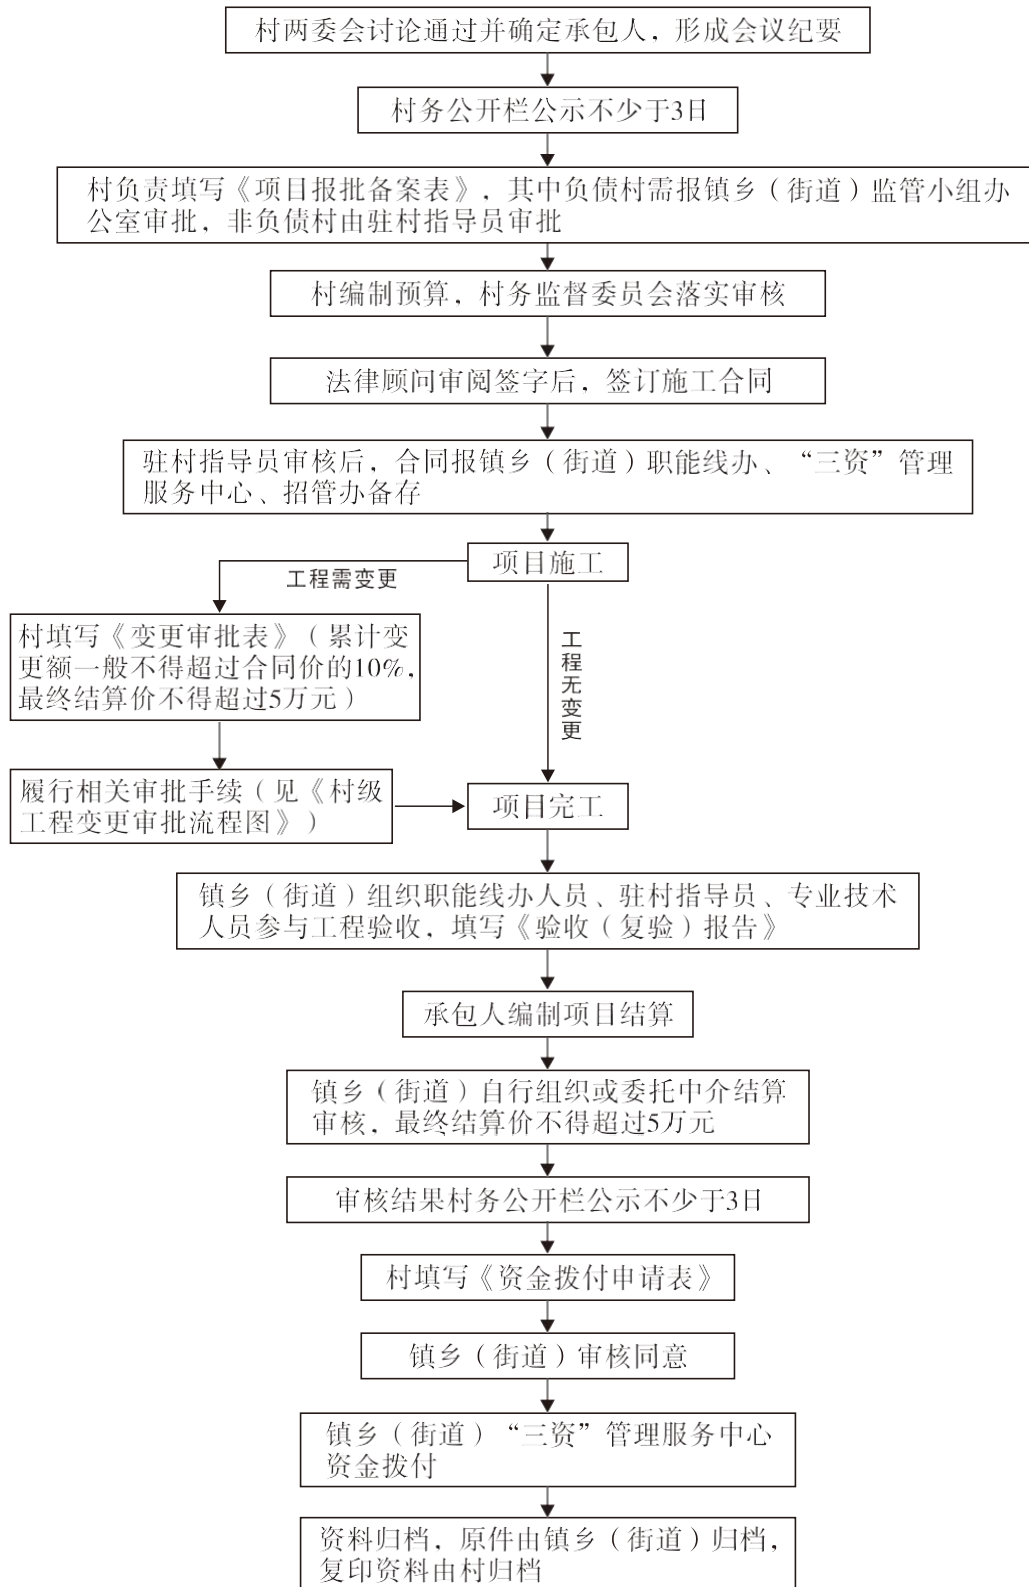 村两委会讨论通过并确定承包人，形成会议纪要
村务公开栏公示不少于3日
村负责填写《项目报批备案表》，其中负债村需报镇乡（街道）监管小组办
公室审批，非负债村由驻村指导员审批
村编制预算，村务监督委员会落实审核
法律顾问审阅签字后，签订施工合同
驻村指导员审核后，合同报镇乡（街道）职能线办、“三资”管理
服务中心、招管办备存
项目施工
工程需变更
村填写《变更审批表》（累计变
更额一般不得超过合同价的10%，
最终结算价不得超过5万元）
工程无变更
履行相关审批手续（见《村级
工程变更审批流程图》）
项目完工
镇乡（街道）组织职能线办人员、驻村指导员、专业技术
人员参与工程验收，填写《验收（复验）报告》
承包人编制项目结算
镇乡（街道）自行组织或委托中介结算
审核，最终结算价不得超过5万元
审核结果村务公开栏公示不少于3日
村填写《资金拨付申请表》
镇乡（街道）审核同意
镇乡（街道）“三资”管理服务中心
资金拨付
资料归档，原件由镇乡（街道）归档，
复印资料由村归档